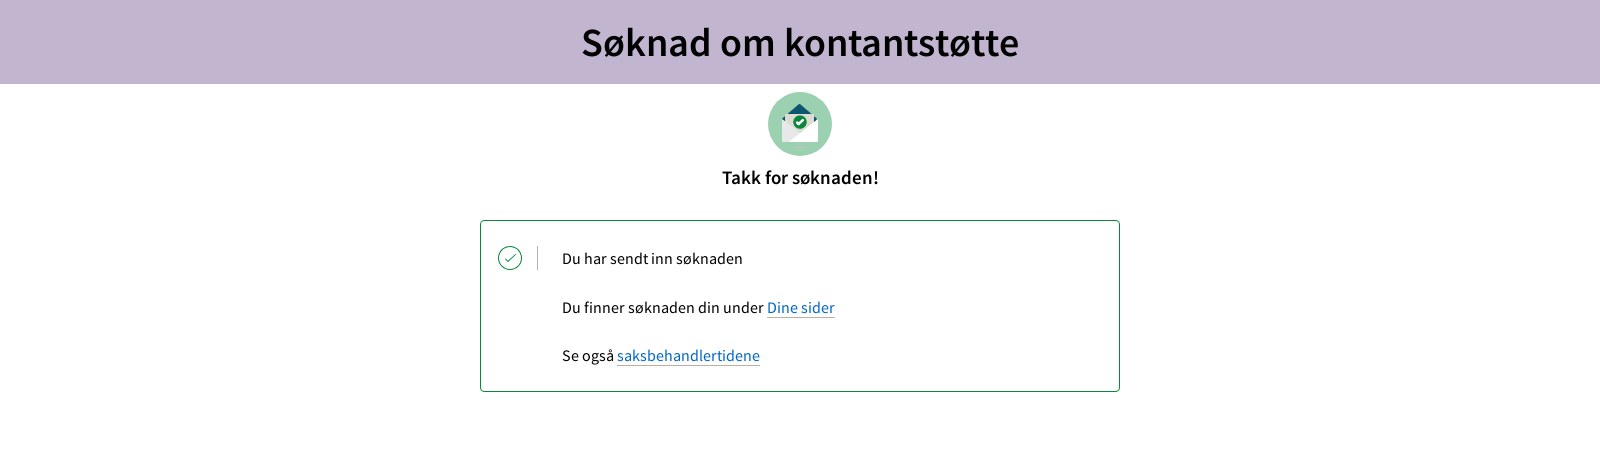 Søknad om kontantstøtte
Takk for søknaden!
Du har sendt inn søknaden
Du finner søknaden din under Dine sider
Se også saksbehandlertidene